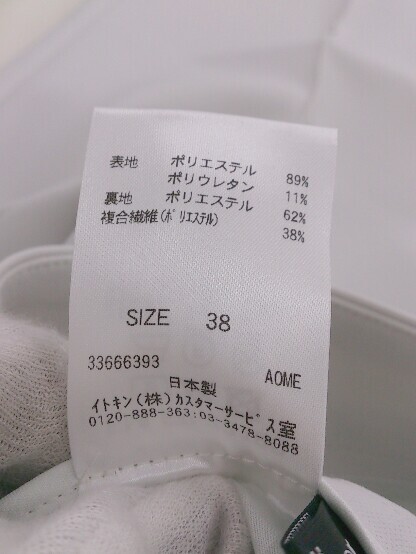 表地 ポリエステル 89%
ポリウレタン 11%
裏地 ポリエステル 62%
複合繊維(ポリエステル) 38%
SIZE 38
33666393 AOME
日本製
イトキン(株)カスタマーサービス室
0120-888-363:03-3478-8088